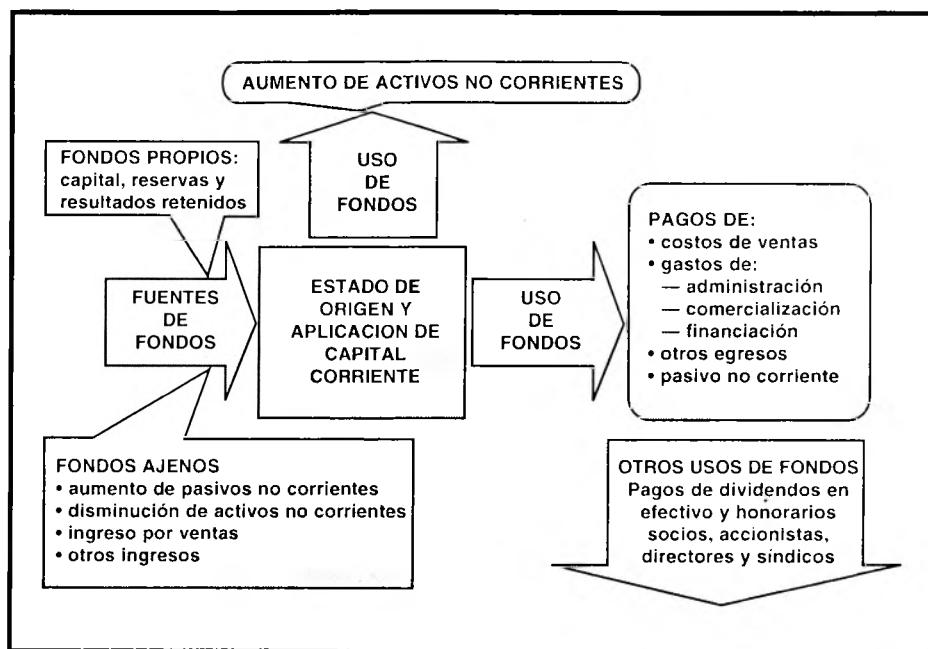 AUMENTO DE ACTIVOS NO CORRIENTES
FONDOS PROPIOS:
capital, reservas y
resultados retenidos
USO
DE
FONDOS
FUENTES
DE
FONDOS
ESTADO DE
ORIGEN Y
APLICACION DE
CAPITAL
CORRIENTE
USO
DE
FONDOS
PAGOS DE:
• costos de ventas
• gastos de:
— administración
— comercialización
— financiación
• otros egresos
• pasivo no corriente
FONDOS AJENOS
• aumento de pasivos no corrientes
• disminución de activos no corrientes
• ingreso por ventas
• otros ingresos
OTROS USOS DE FONDOS
Pagos de dividendos en
efectivo y honorarios
socios, accionistas,
directores y síndicos